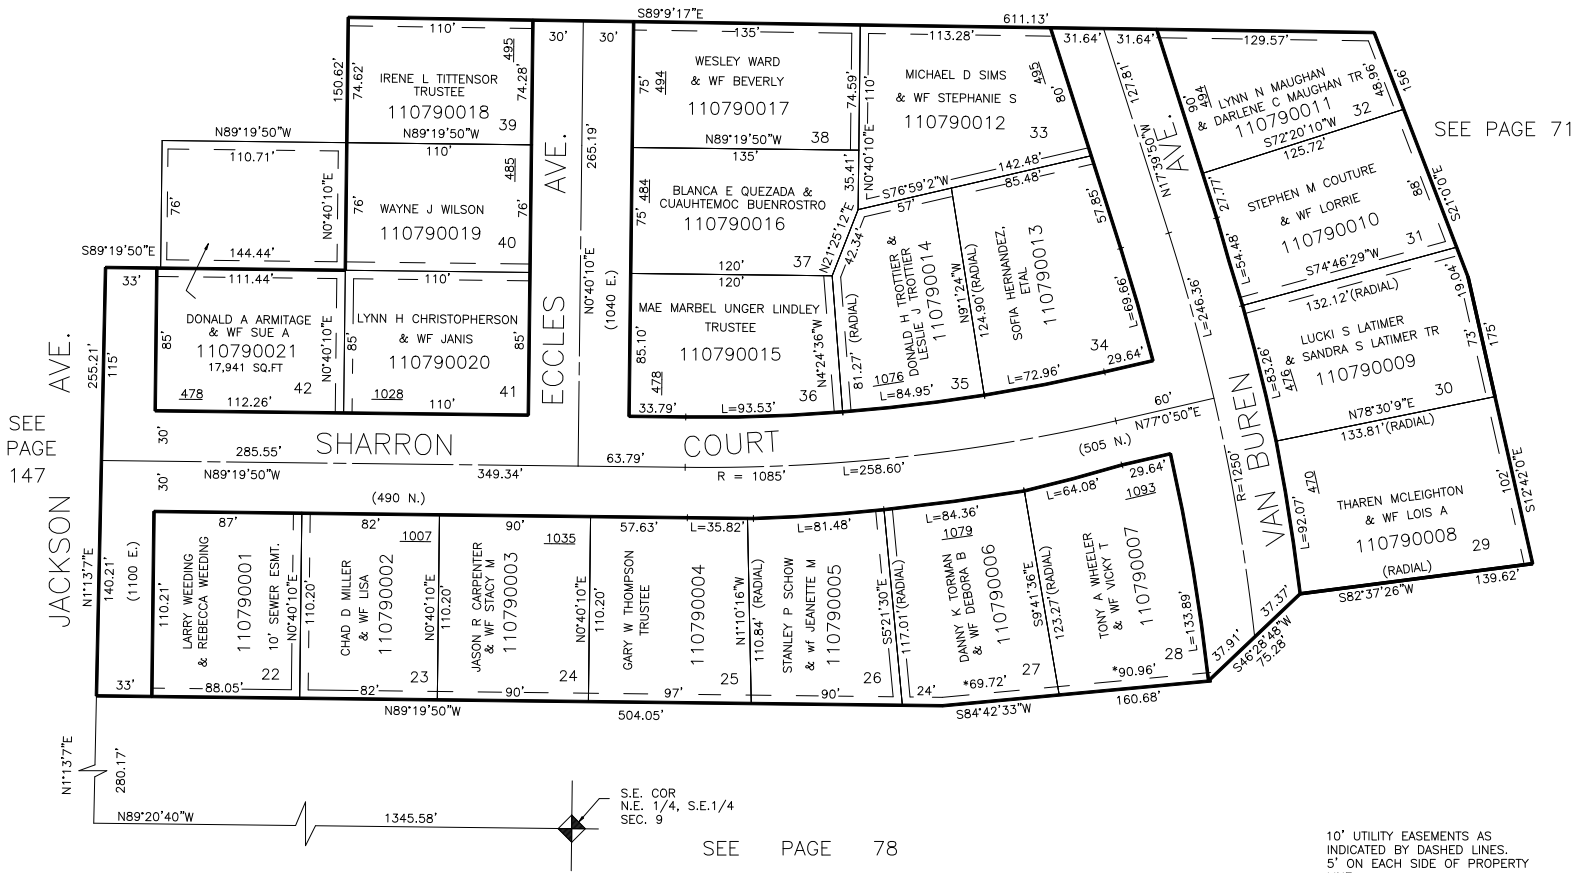 S89°9'17"E
611.13'
110'
30'
30'
135'
113.28'
31.64'
31.64'
129.57'
150.62'
74.62'
495
74.28'
IRENE L TITTENSOR
TRUSTEE
110790018
39
N89°19'50"W
110'
75'
494
WESLEY WARD
& WF BEVERLY
110790017
74.59'
38
N89°19'50"W
135'
110'
N0°40'10"E
MICHAEL D SIMS
& WF STEPHANIE S
110790012
495
80'
33
142.48'
S76°59'2"W
127.81'
N17°39'50"W
AVE.
90'
494
LYNN N MAUGHAN
& DARLENE C MAUGHAN TR
110790011
32
48.96'
156'
S72°20'10"W
125.72'
SEE PAGE 71
N89°19'50"W
110.71'
76'
N0°40'10"E
144.44'
S89°19'50"E
76'
485
WAYNE J WILSON
110790019
76'
40
110'
ECCLES AVE.
265.19'
N0°40'10"E
(1040 E.)
75'
484
BLANCA E QUEZADA &
CUAUHTEMOC BUENROSTRO
110790016
35.41'
37
N21°25'12"E
42.34'
120'
120'
57'
85.48'
57.85'
L=69.66'
27.77'
L=54.48'
STEPHEN M COUTURE
& WF LORRIE
110790010
31
88'
S21°0'0"E
S74°46'29"W
132.12'(RADIAL)
19.04'
33'
111.44'
85'
DONALD A ARMITAGE
& WF SUE A
110790021
17,941 SQ.FT
478
42
N0°40'10"E
112.26'
85'
LYNN H CHRISTOPHERSON
& WF JANIS
110790020
85'
1028
41
110'
MAE MARBEL UNGER LINDLEY
TRUSTEE
110790015
85.10'
478
33.79'
L=93.53'
36
N4°24'36"W
81.27' (RADIAL)
DONALD H TROTTIER &
LESLIE J TROTTIER
110790014
1076
L=84.95'
35
N9°1'24"W
124.90'(RADIAL)
SOFIA HERNANDEZ,
ETAL
110790013
34
L=72.96'
29.64'
L=246.36'
L=83.26'
476
LUCKI S LATIMER
& SANDRA S LATIMER TR
110790009
30
73'
175'
N78°30'9"E
133.81'(RADIAL)
JACKSON AVE.
255.21'
115'
SEE
PAGE
147
30'
285.55'
SHARRON COURT
N89°19'50"W
349.34'
63.79'
R = 1085'
L=258.60'
(505 N.)
60'
N77°0'50"E
VAN BUREN
R=1250'
30'
(490 N.)
470
THAREN MCLEIGHTON
& WF LOIS A
110790008
29
L=92.07'
102'
S12°42'0"E
(RADIAL)
139.62'
S82°37'26"W
N1°13'7"E
140.21'
(1100 E.)
87'
110.21'
LARRY WEEDING
& REBECCA WEEDING
110790001
10' SEWER ESMT.
N0°40'10"E
22
33'
88.05'
82'
110.20'
1007
CHAD D MILLER
& WF LISA
110790002
N0°40'10"E
23
82'
90'
110.20'
1035
JASON R CARPENTER
& WF STACY M
110790003
N0°40'10"E
24
90'
57.63'
L=35.82'
110.20'
GARY W THOMPSON
TRUSTEE
110790004
N1°10'16"W
25
97'
L=81.48'
110.84' (RADIAL)
STANLEY P SCHOW
& wf JEANETTE M
110790005
S5°21'30"E
26
90'
L=84.36'
1079
117.01'(RADIAL)
DANNY K TORMAN
& WF DEBORA B
110790006
S9°41'36"E
27
24'
*69.72'
L=64.08'
29.64'
1093
123.27'(RADIAL)
TONY A WHEELER
& WF VICKY T
110790007
L=133.89'
28
*90.96'
37.37'
37.91'
S46°28'48"W
75.28'
N89°19'50"W
504.05'
S84°42'33"W
160.68'
N1°13'7"E
280.17'
N89°20'40"W
1345.58'
S.E. COR
N.E. 1/4, S.E.1/4
SEC. 9
SEE PAGE 78
10' UTILITY EASEMENTS AS
INDICATED BY DASHED LINES.
5' ON EACH SIDE OF PROPERTY